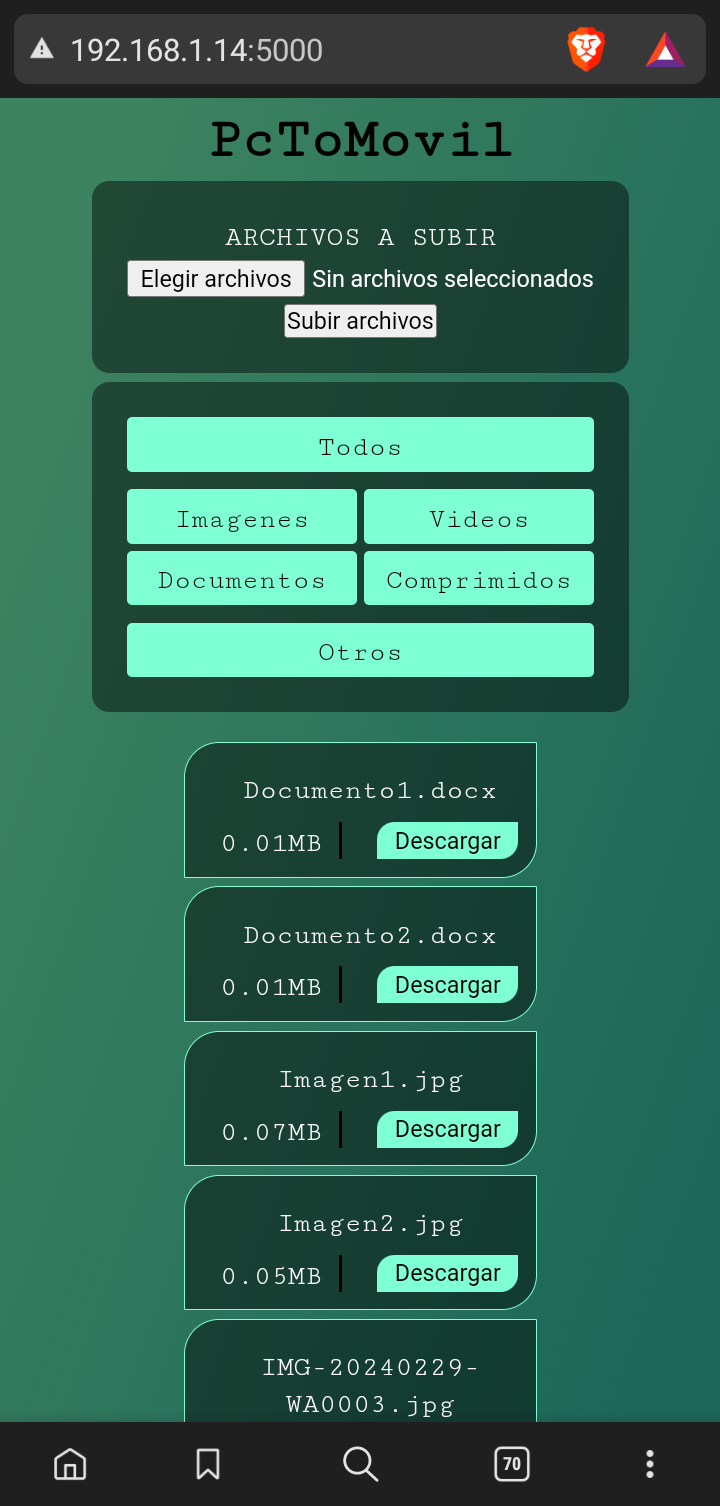 192.168.1.14:5000
PcToMovil
ARCHIVOS A SUBIR
Elegir archivos Sin archivos seleccionados
Subir archivos
Todos
Imagenes Videos
Documentos Comprimidos
Otros
Documento1.docx
0.01MB Descargar
Documento2.docx
0.01MB Descargar
Imagen1.jpg
0.07MB Descargar
Imagen2.jpg
0.05MB Descargar
IMG-20240229-
WA0003.jpg
70